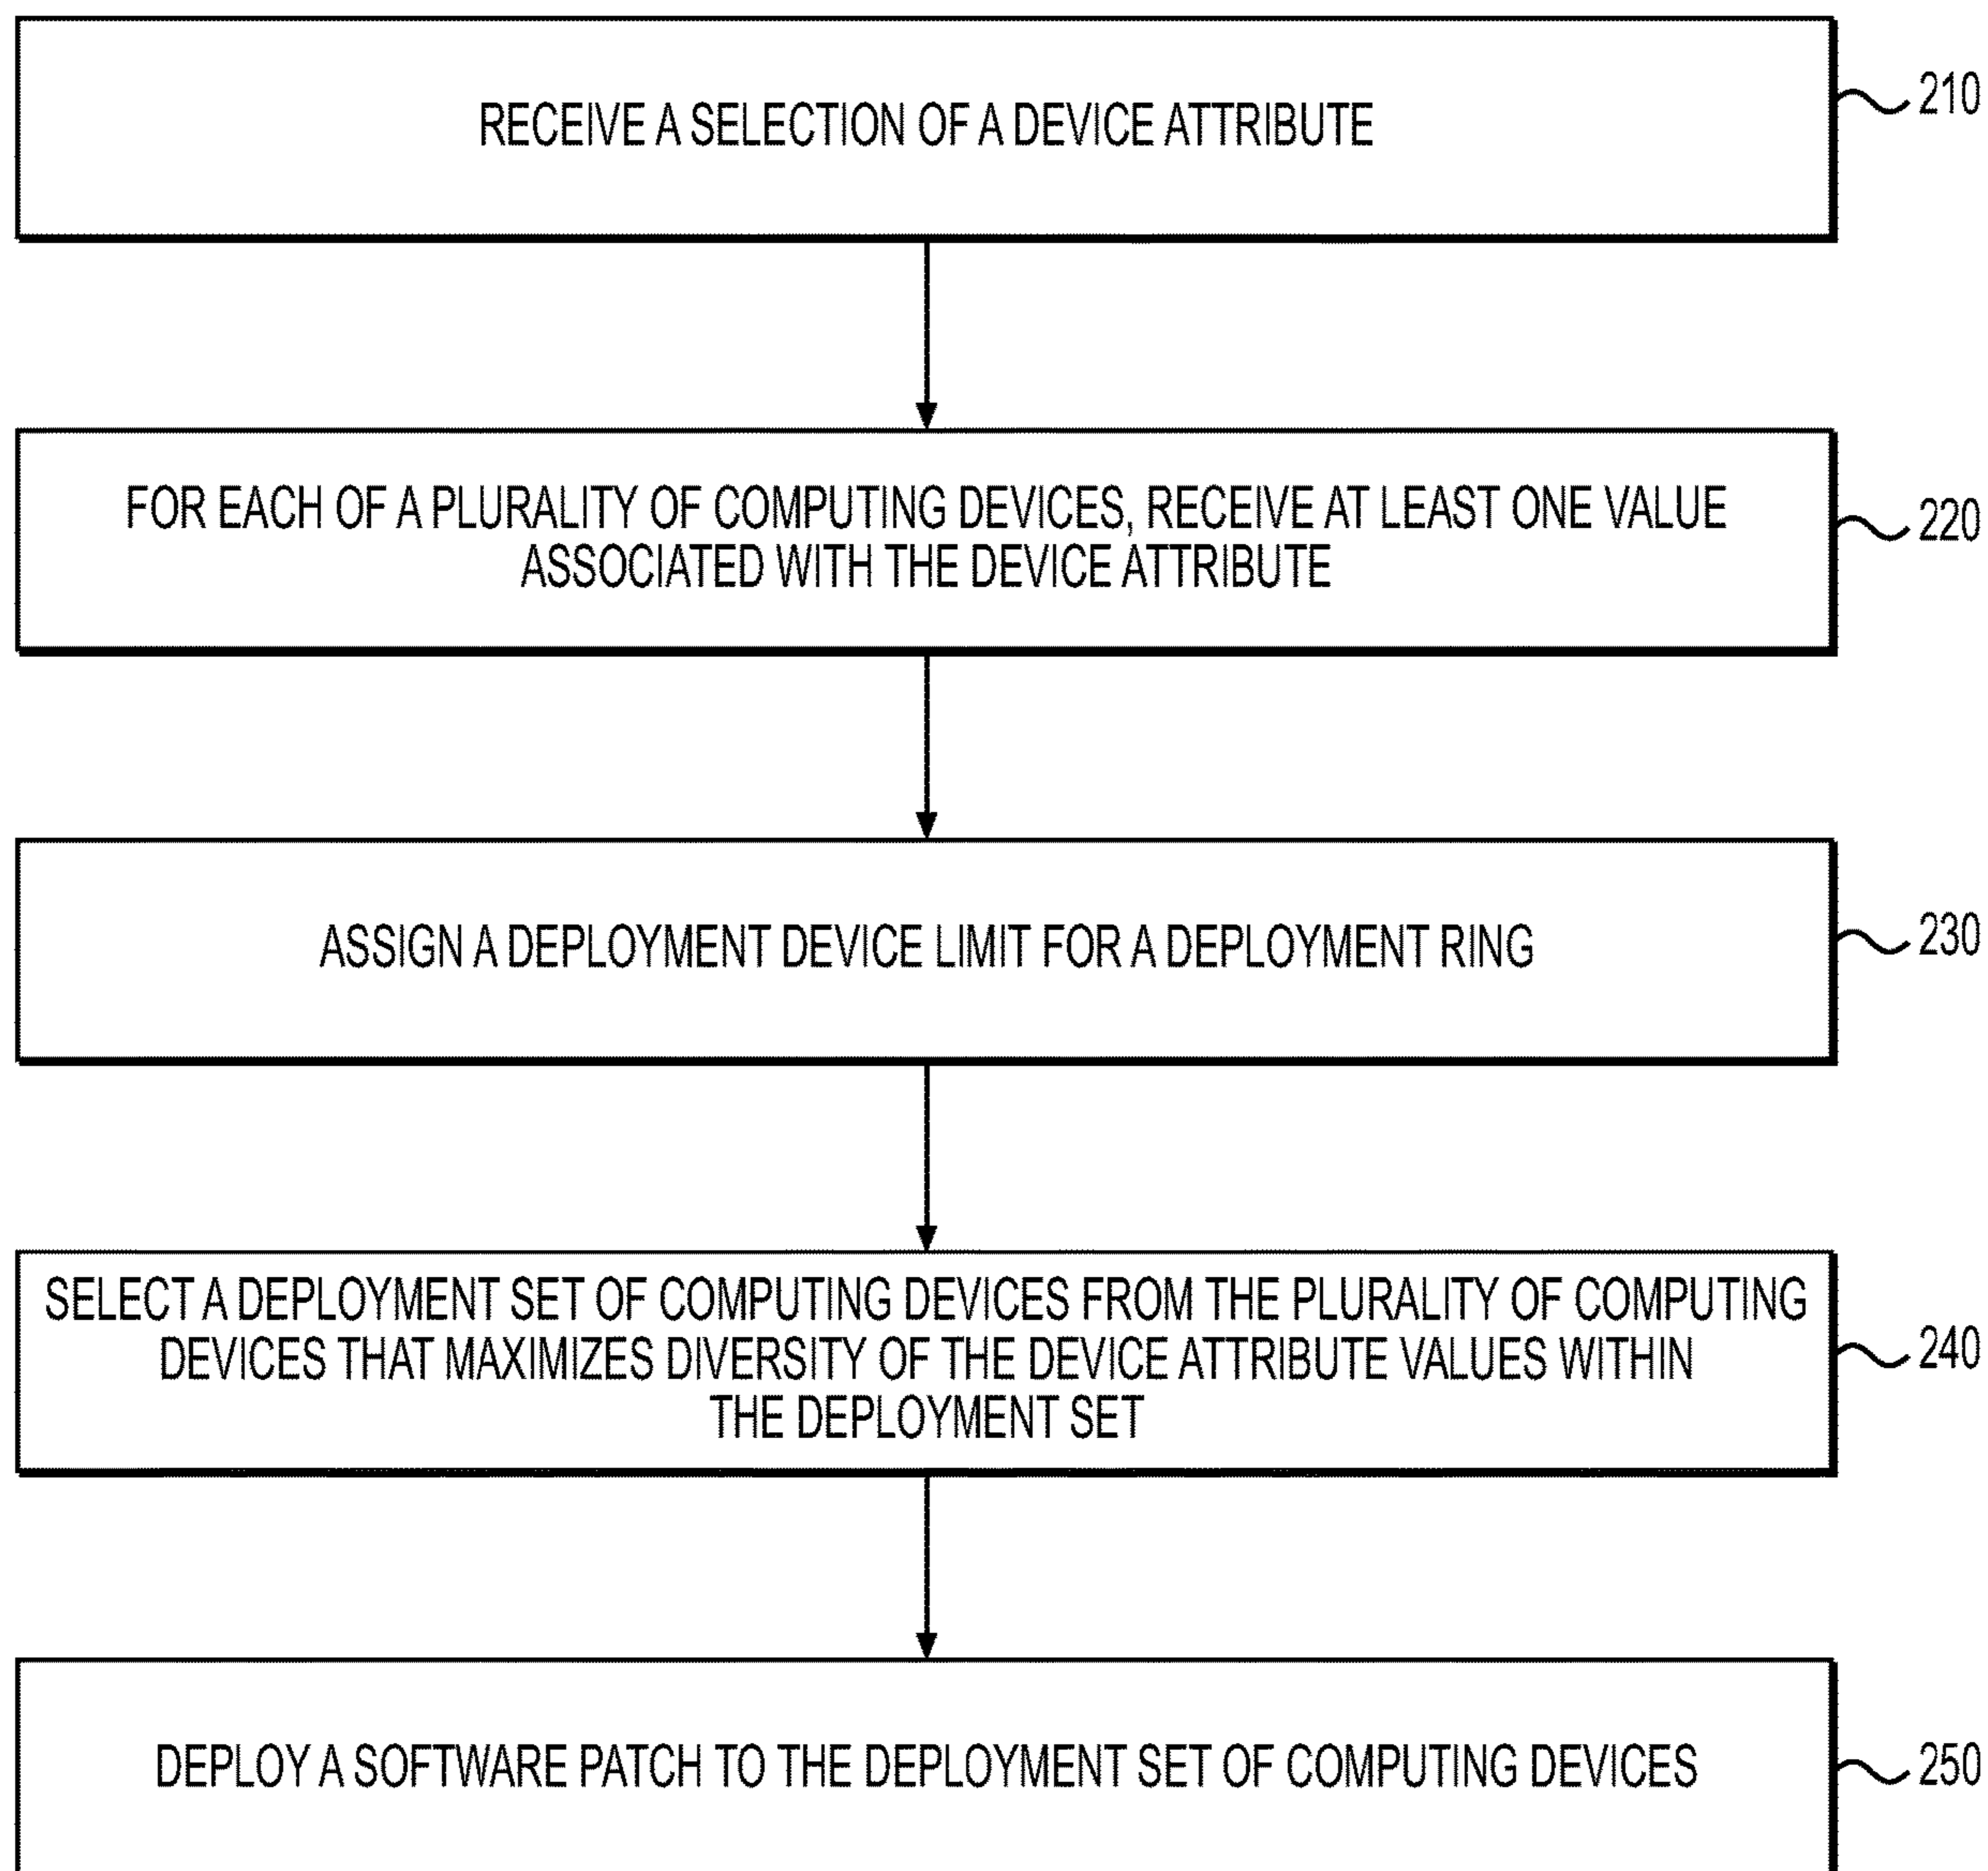 RECEIVE A SELECTION OF A DEVICE ATTRIBUTE
210
FOR EACH OF A PLURALITY OF COMPUTING DEVICES, RECEIVE AT LEAST ONE VALUE
ASSOCIATED WITH THE DEVICE ATTRIBUTE
220
ASSIGN A DEPLOYMENT DEVICE LIMIT FOR A DEPLOYMENT RING
230
SELECT A DEPLOYMENT SET OF COMPUTING DEVICES FROM THE PLURALITY OF COMPUTING
DEVICES THAT MAXIMIZES DIVERSITY OF THE DEVICE ATTRIBUTE VALUES WITHIN
THE DEPLOYMENT SET
240
DEPLOY A SOFTWARE PATCH TO THE DEPLOYMENT SET OF COMPUTING DEVICES
250